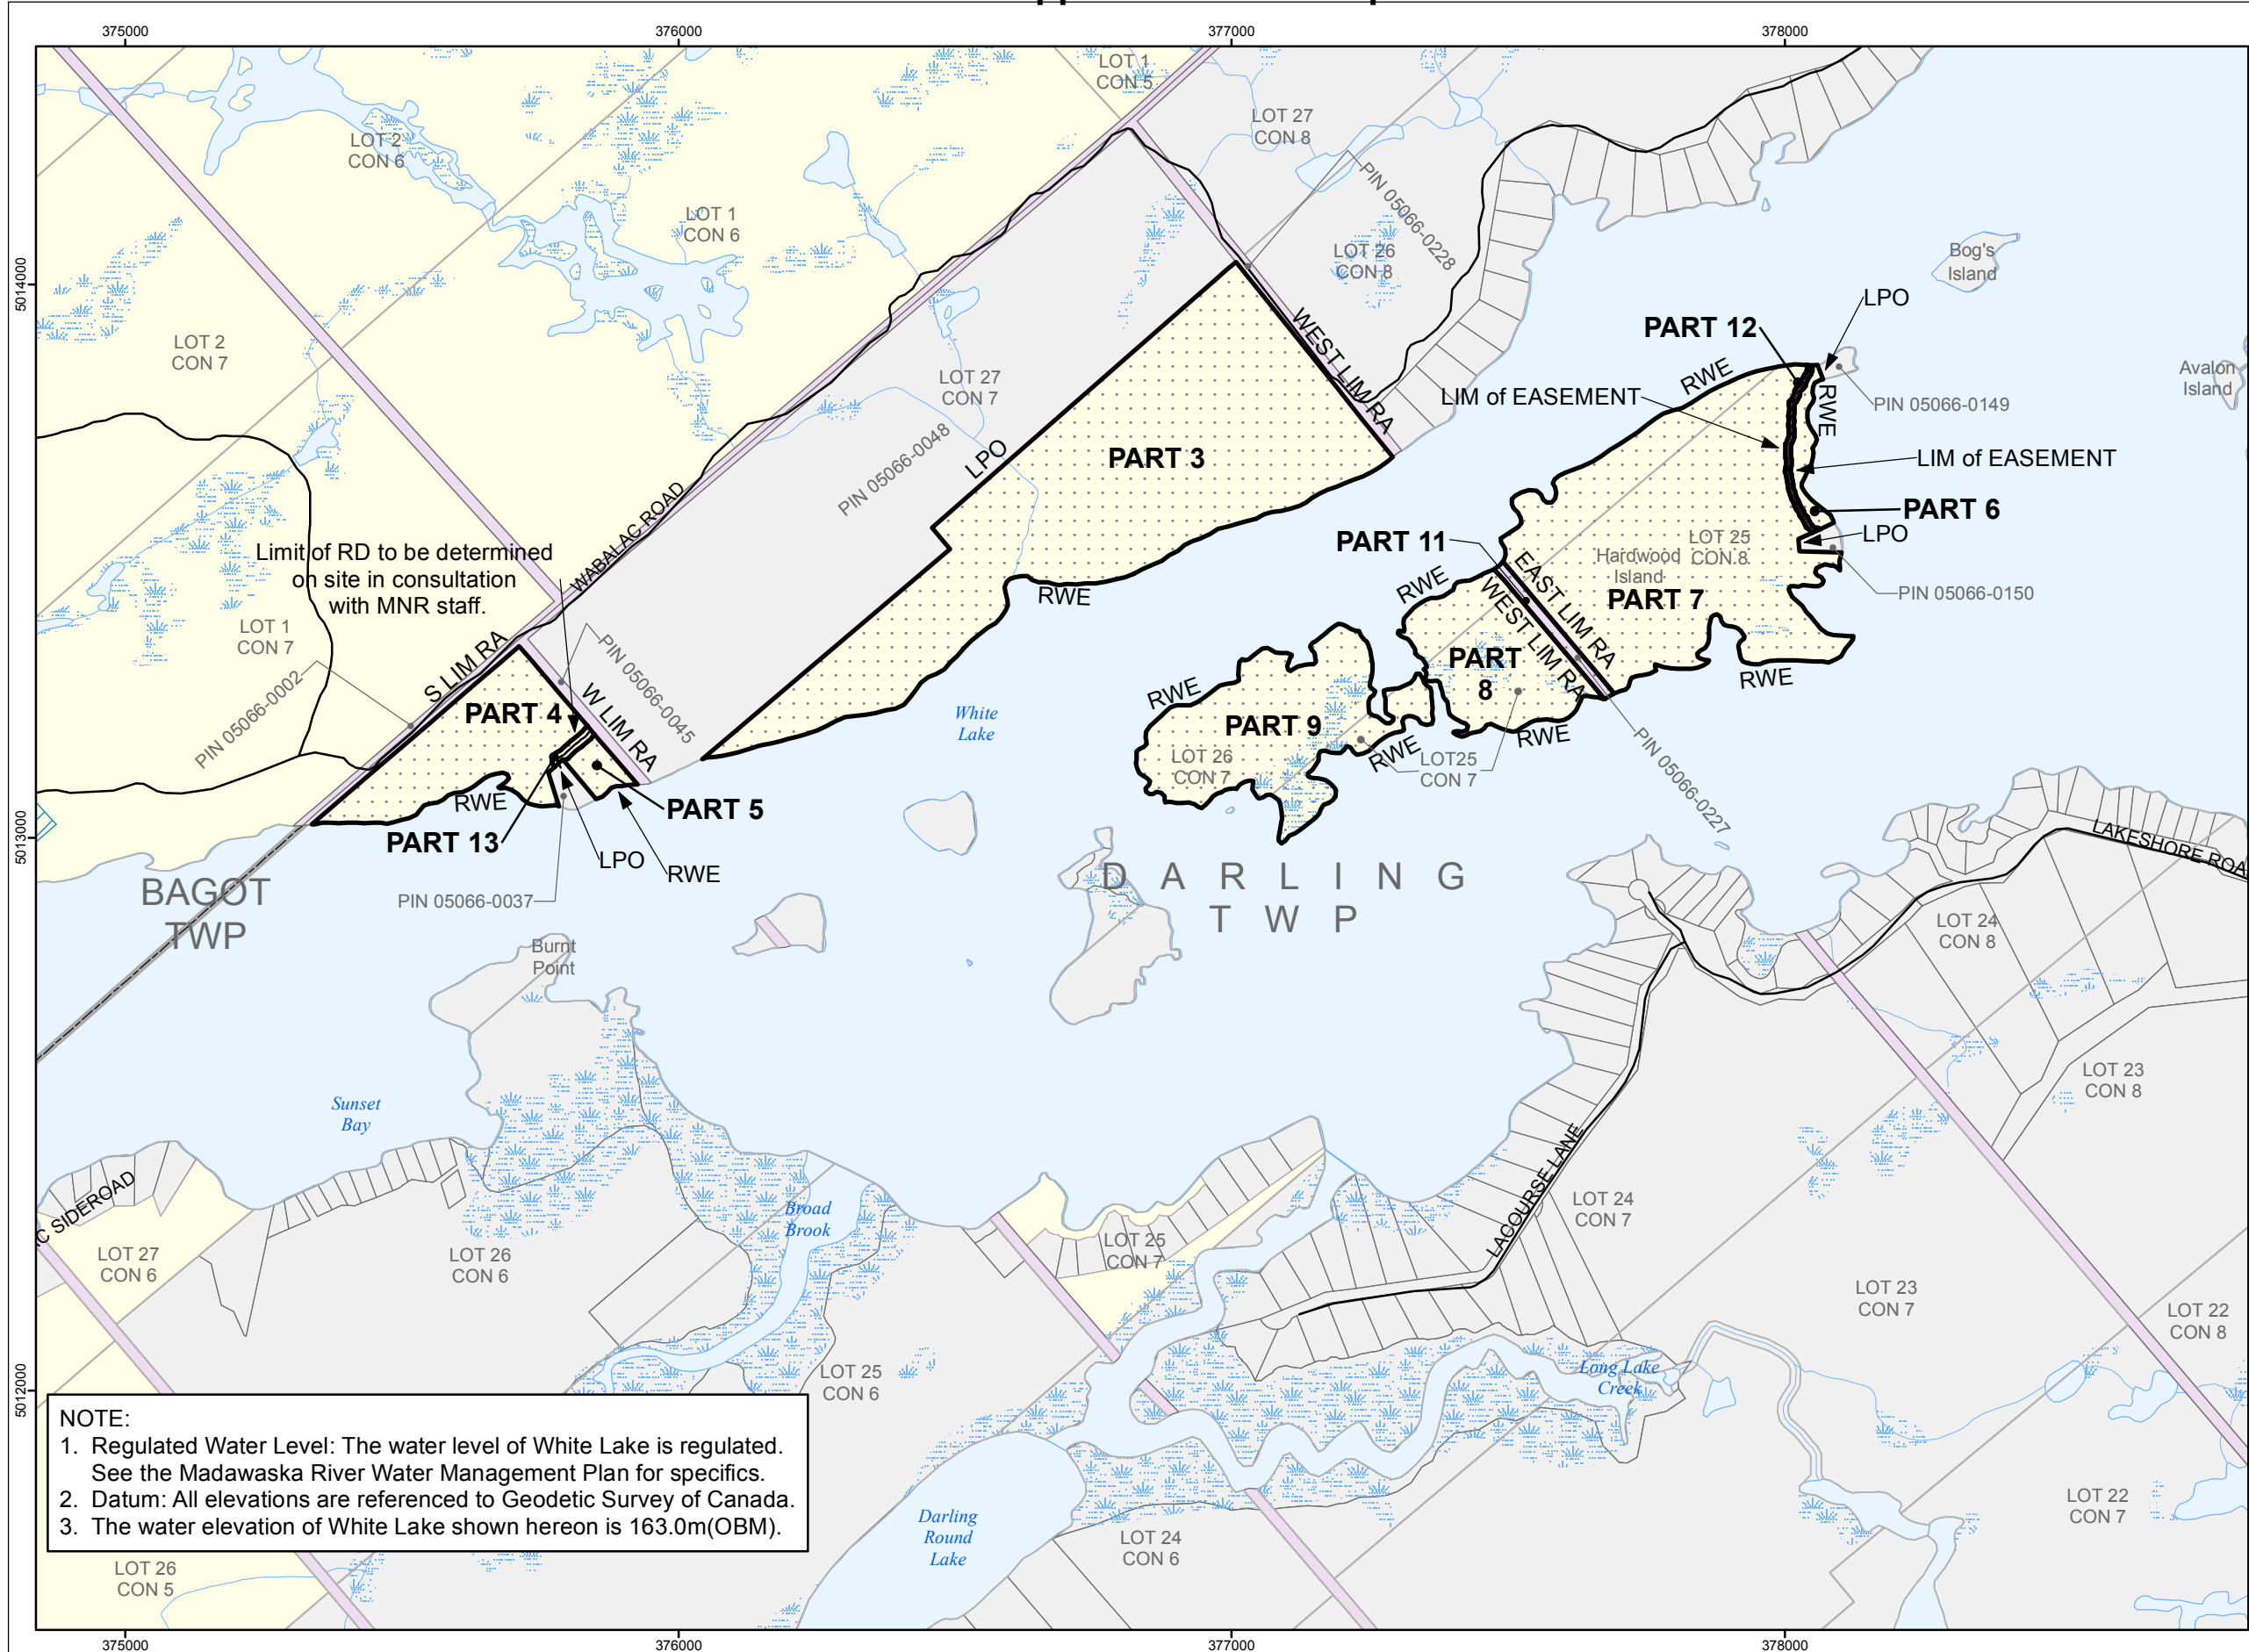 375000
376000
377000
378000
5014000
5013000
5012000
LOT 1
CON 5
LOT 27
CON 8
LOT 2
CON 6
LOT 1
CON 6
LOT 26
CON 8
PIN 05066-0228
Bog's
Island
LPO
PART 12
LOT 2
CON 7
LOT 27
CON 7
WEST LIM RA
RWE
LIM of EASEMENT
Avalon
Island
RWE
PIN 05066-0149
PIN 05066-0048
LPO
PART 3
LIM of EASEMENT
PART 6
LPO
WABALAC ROAD
Limit of RD to be determined
on site in consultation
with MNR staff.
PART 11
LOT 25
CON 8
Hardwood
Island
PART 7
PIN 05066-0150
RWE
RWE
EAST LIM RA
WEST LIM RA
LOT 1
CON 7
S LIM RA
PIN 05066-0002
PIN 05066-0045
W LIM RA
PART 4
PART
8
RWE
RWE
White
Lake
PART 9
LOT 26
CON 7
RWE
RWE
LOT25
CON 7
PIN 05066-0227
RWE
PART 5
PART 13
LPO
RWE
PIN 05066-0037
BAGOT
TWP
DARLING
TWP
LAKESHORE ROA
LOT 24
CON 8
Burnt
Point
LOT 23
CON 8
Sunset
Bay
C SIDEROAD
LACOURSE LANE
LOT 24
CON 7
Broad
Brook
LOT 27
CON 6
LOT 26
CON 6
LOT 25
CON 7
LOT 23
CON 7
LOT 22
CON 8
LOT 25
CON 6
Long Lake
Creek
NOTE:
1. Regulated Water Level: The water level of White Lake is regulated.
See the Madawaska River Water Management Plan for specifics.
2. Datum: All elevations are referenced to Geodetic Survey of Canada.
3. The water elevation of White Lake shown hereon is 163.0m(OBM).
LOT 22
CON 7
Darling
Round
Lake
LOT 24
CON 6
LOT 26
CON 5
375000
376000
377000
378000